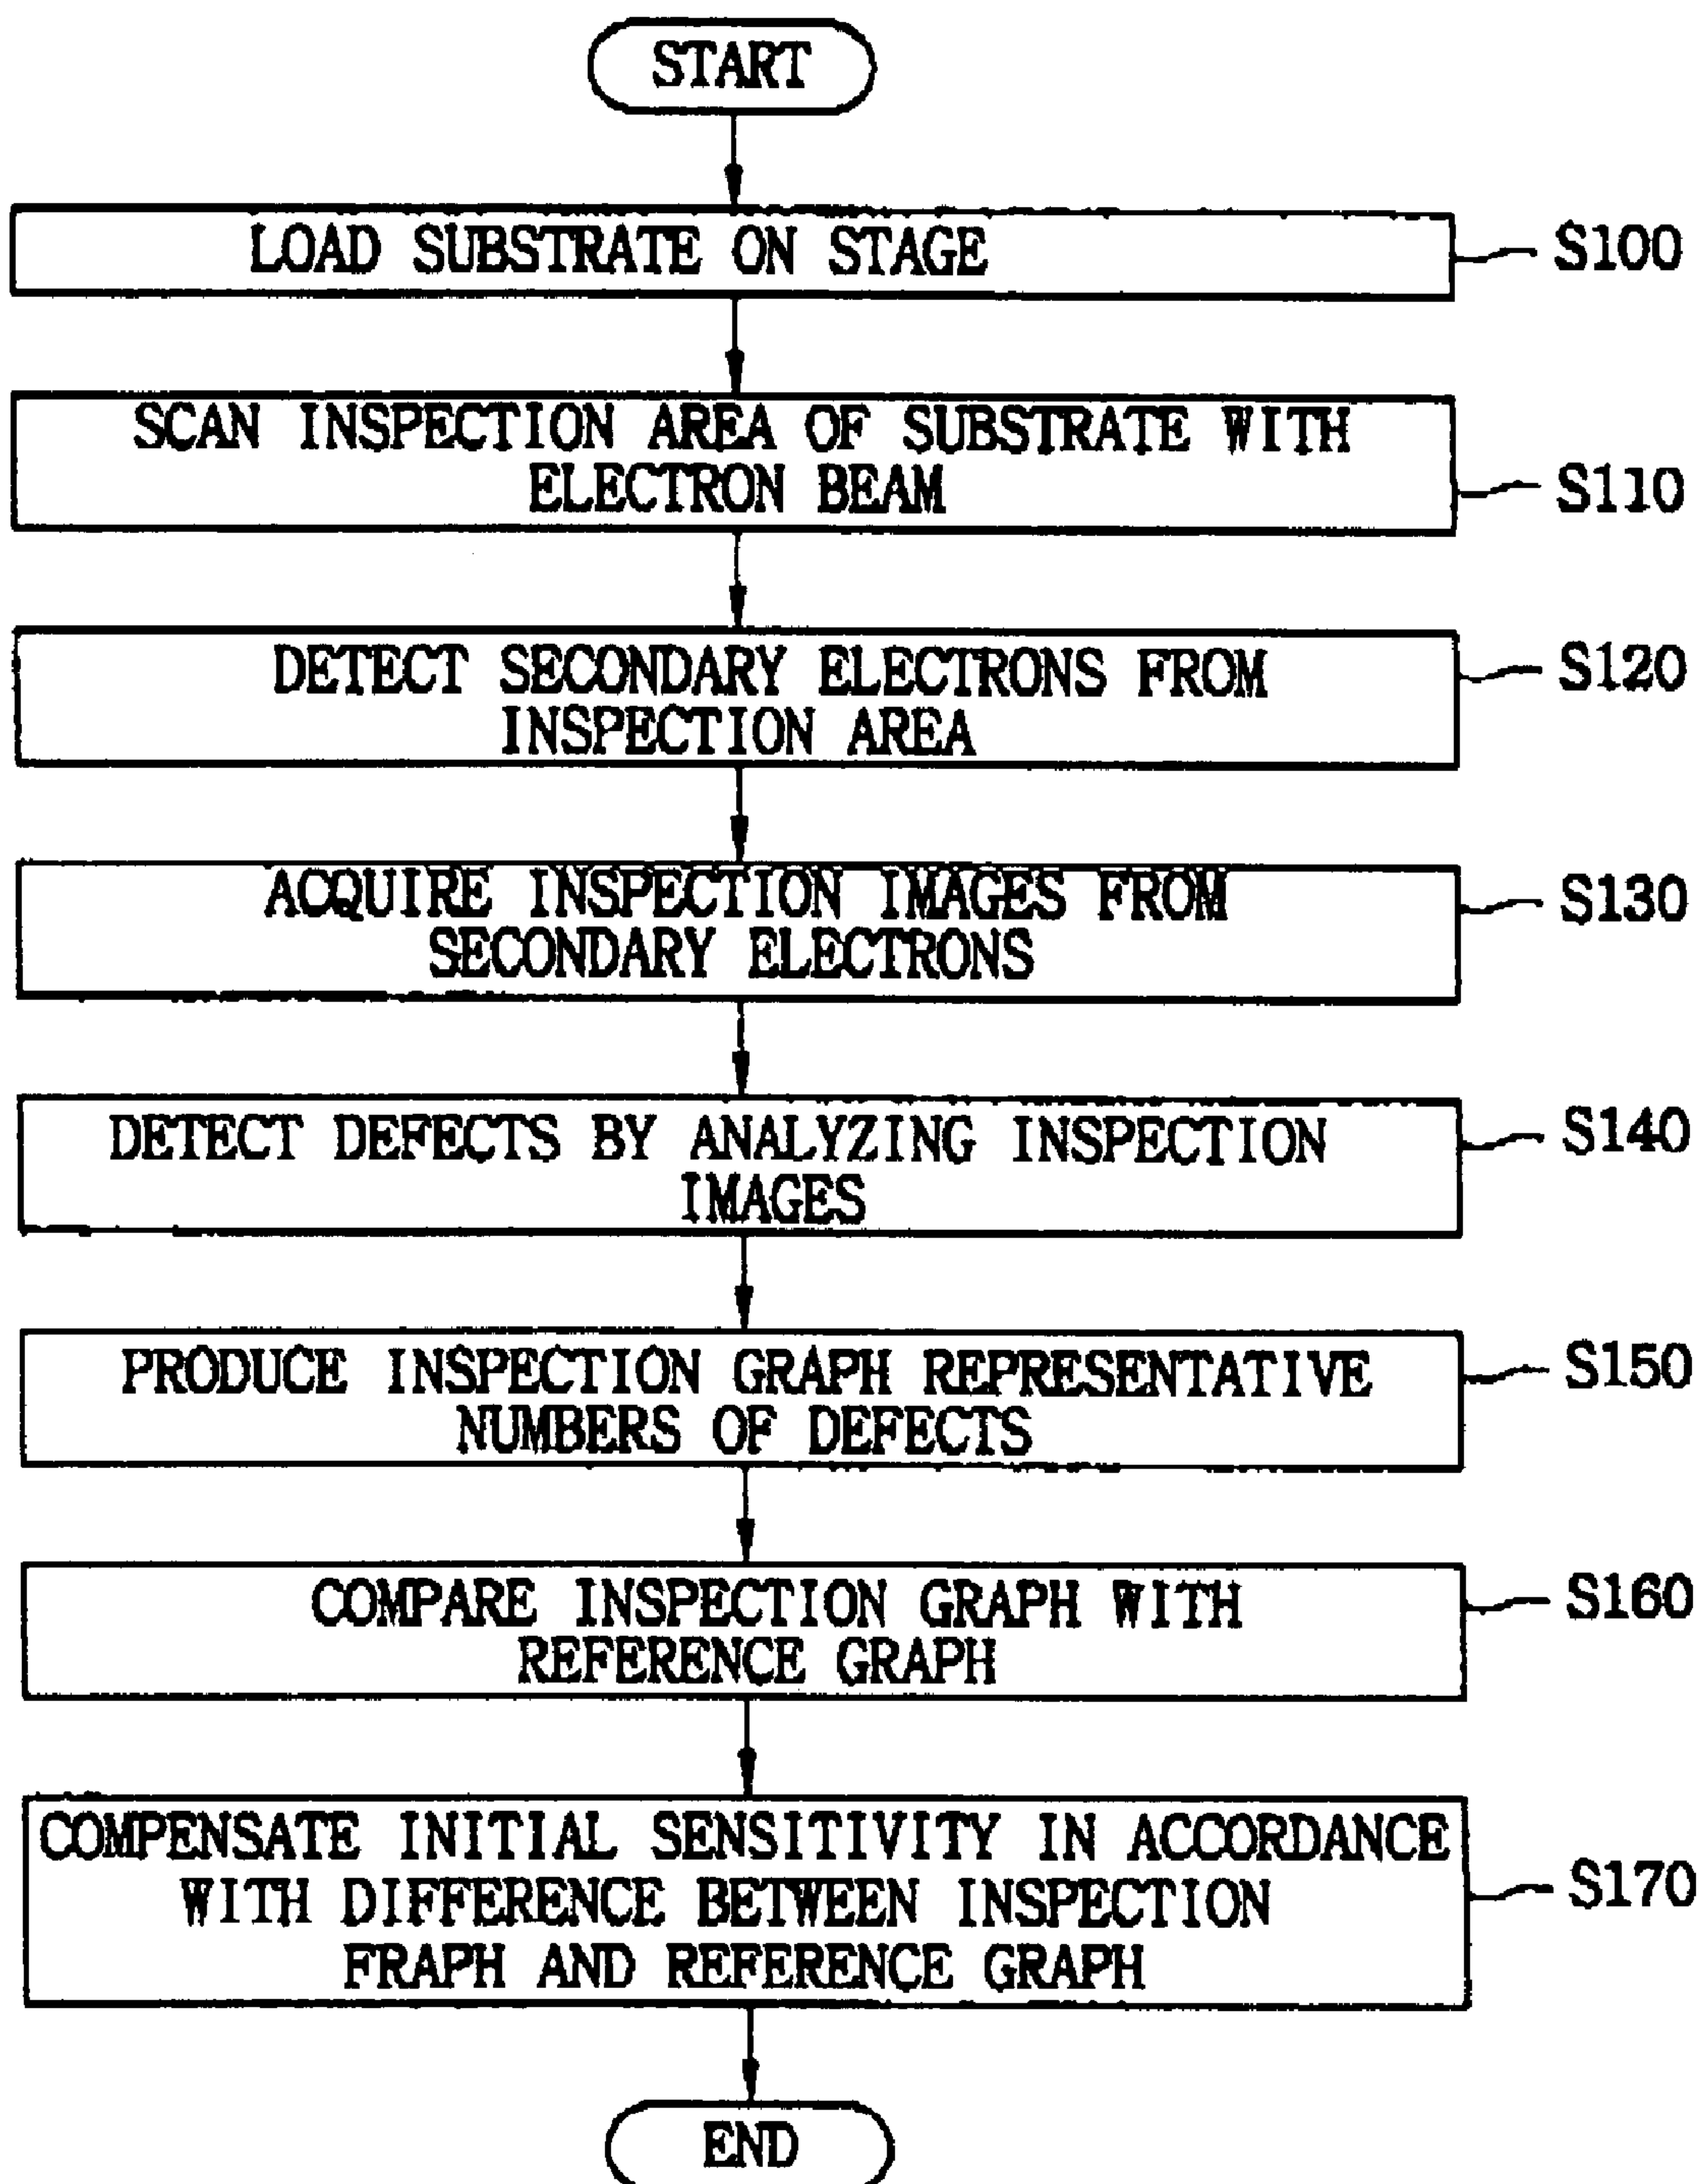 START
LOAD SUBSTRATE ON STAGE
S100
SCAN INSPECTION AREA OF SUBSTRATE WITH
ELECTRON BEAM
S110
DETECT SECONDARY ELECTRONS FROM
INSPECTION AREA
S120
ACQUIRE INSPECTION IMAGES FROM
SECONDARY ELECTRONS
S130
DETECT DEFECTS BY ANALYZING INSPECTION
IMAGES
S140
PRODUCE INSPECTION GRAPH REPRESENTATIVE
NUMBERS OF DEFECTS
S150
COMPARE INSPECTION GRAPH WITH
REFERENCE GRAPH
S160
COMPENSATE INITIAL SENSITIVITY IN ACCORDANCE
WITH DIFFERENCE BETWEEN INSPECTION
FRAPH AND REFERENCE GRAPH
S170
END